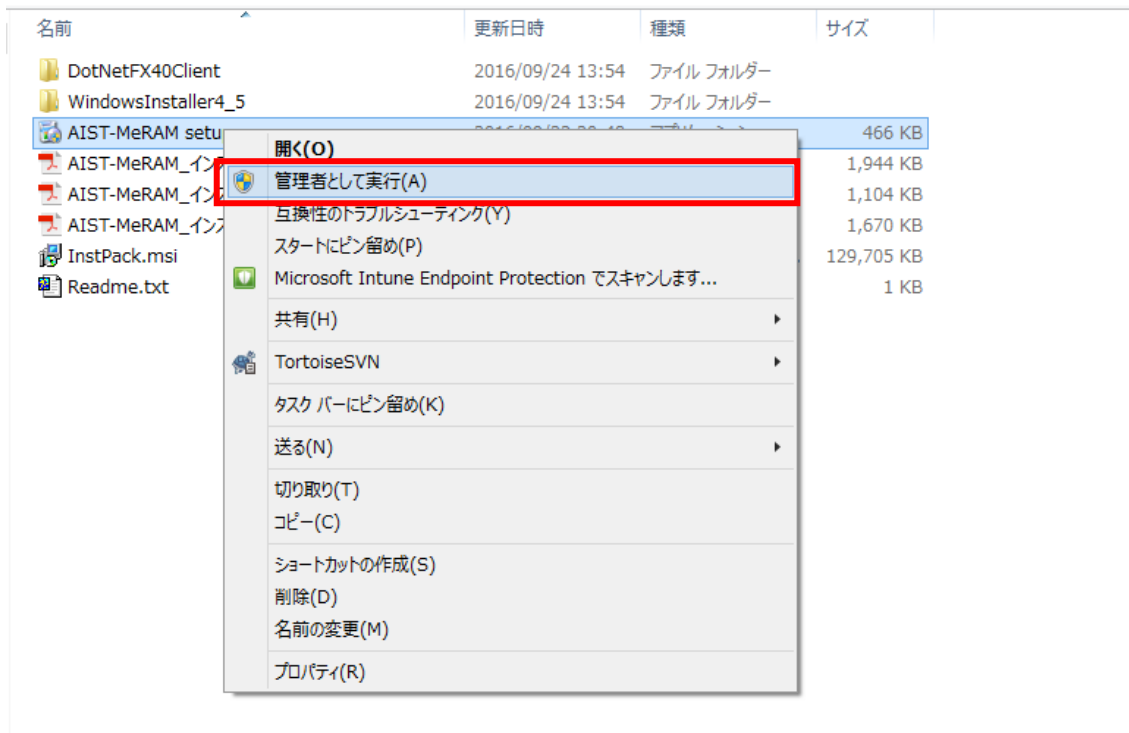 名前 更新日時 種類 サイズ
DotNetFX40Client 2016/09/24 13:54 ファイル フォルダー
WindowsInstaller4_5 2016/09/24 13:54 ファイル フォルダー
AIST-MeRAM setu 466 KB
開く(O)
AIST-MeRAM_イン 1,944 KB
管理者として実行(A)
AIST-MeRAM_イン 1,104 KB
互換性のトラブルシューティング(Y)
AIST-MeRAM_イン 1,670 KB
スタートにピン留め(P)
InstPack.msi 129,705 KB
Microsoft Intune Endpoint Protection でスキャンします...
Readme.txt 1 KB
共有(H)
TortoiseSVN
タスク バーにピン留め(K)
送る(N)
切り取り(T)
コピー(C)
ショートカットの作成(S)
削除(D)
名前の変更(M)
プロパティ(R)